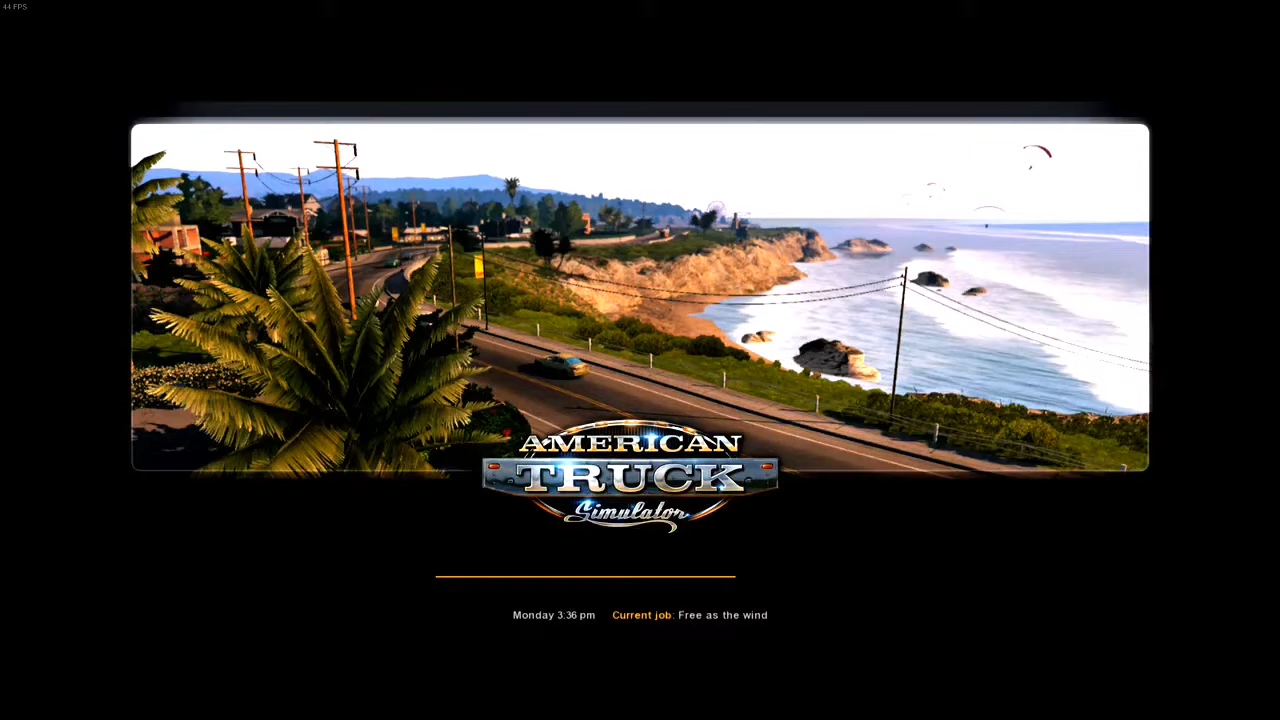 44 FPS
AMERICAN
TRUCK
Simulator
Monday 3:36 pm Current job: Free as the wind